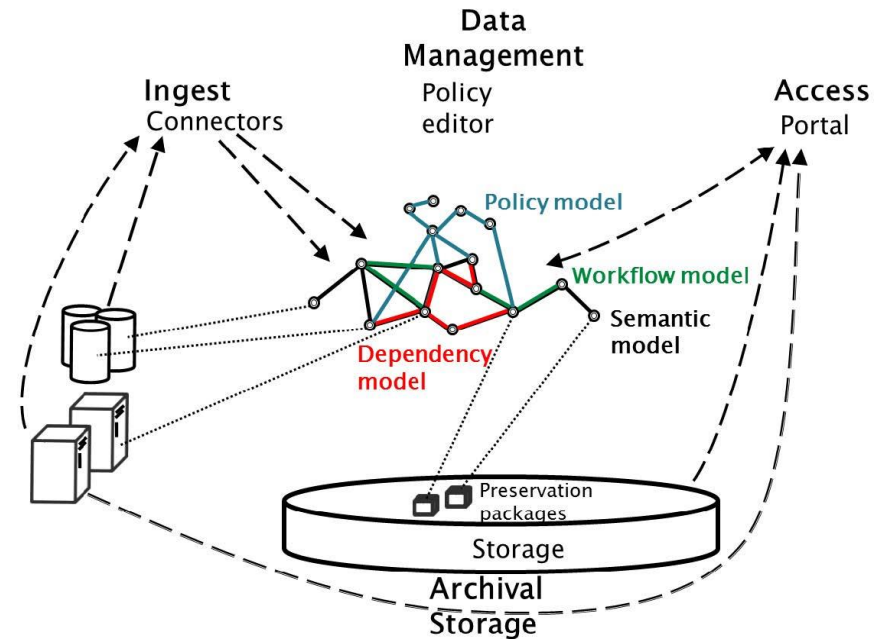 Data
Management
Policy
editor
Ingest
Connectors
Access
Portal
Policy model
Workflow model
Semantic
model
Dependency
model
Preservation
packages
Storage
Archival
Storage